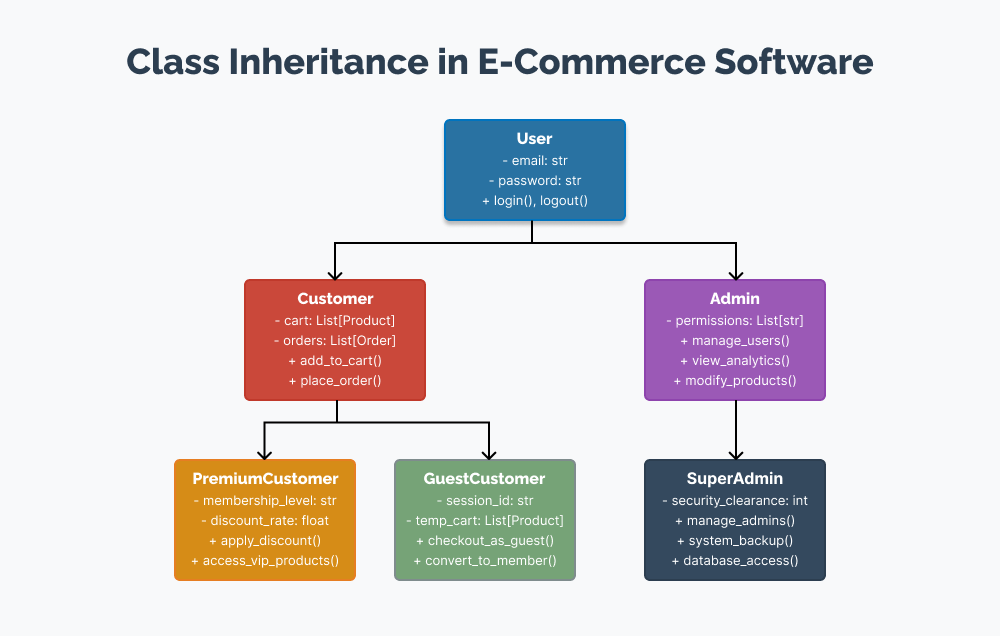 Class Inheritance in E-Commerce Software
User
- email: str
- password: str
+ login(), logout()
Customer
- cart: List[Product]
- orders: List[Order]
+ add_to_cart()
+ place_order()
Admin
- permissions: List[str]
+ manage_users()
+ view_analytics()
+ modify_products()
PremiumCustomer
- membership_level: str
- discount_rate: float
+ apply_discount()
+ access_vip_products()
GuestCustomer
- session_id: str
- temp_cart: List[Product]
+ checkout_as_guest()
+ convert_to_member()
SuperAdmin
- security_clearance: int
+ manage_admins()
+ system_backup()
+ database_access()